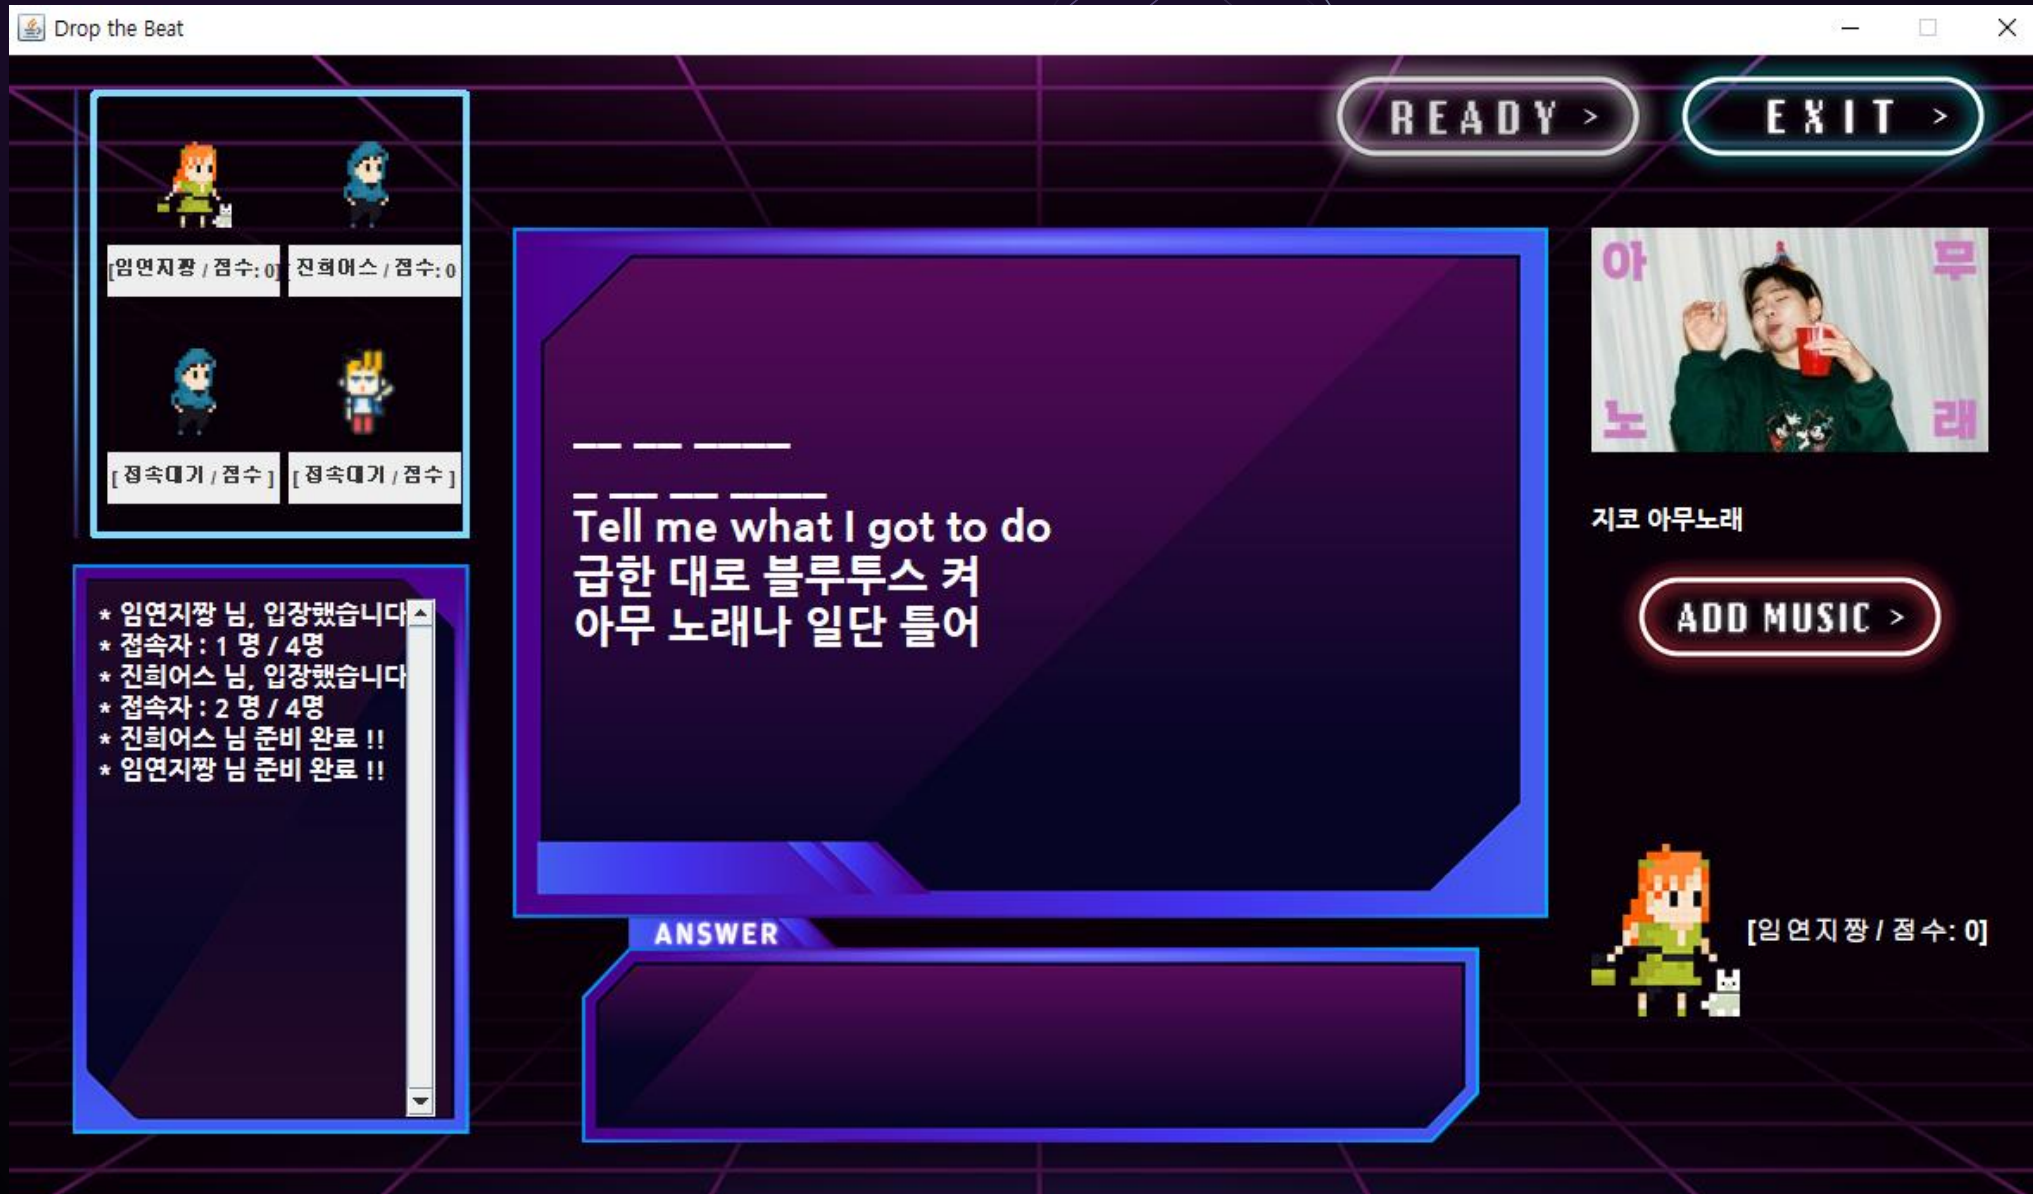 Drop the Beat
READY >
EXIT >
[임연지짱 / 점수: 0]
[ 진희어스 / 점수: 0
[ 접속대기 / 점수 ]
[ 접속대기 / 점수 ]
* 임연지짱 님, 입장했습니다
* 접속자 : 1 명 / 4명
* 진희어스 님, 입장했습니다
* 접속자 : 2 명 / 4명
* 진희어스 님 준비 완료 !!
* 임연지짱 님 준비 완료 !!
__ __ ____
_ __ __ ____
Tell me what I got to do
급한 대로 블루투스 켜
아무 노래나 일단 틀어
ANSWER
아 무
노 래
지코 아무노래
ADD MUSIC >
[임연지짱 / 점수: 0]